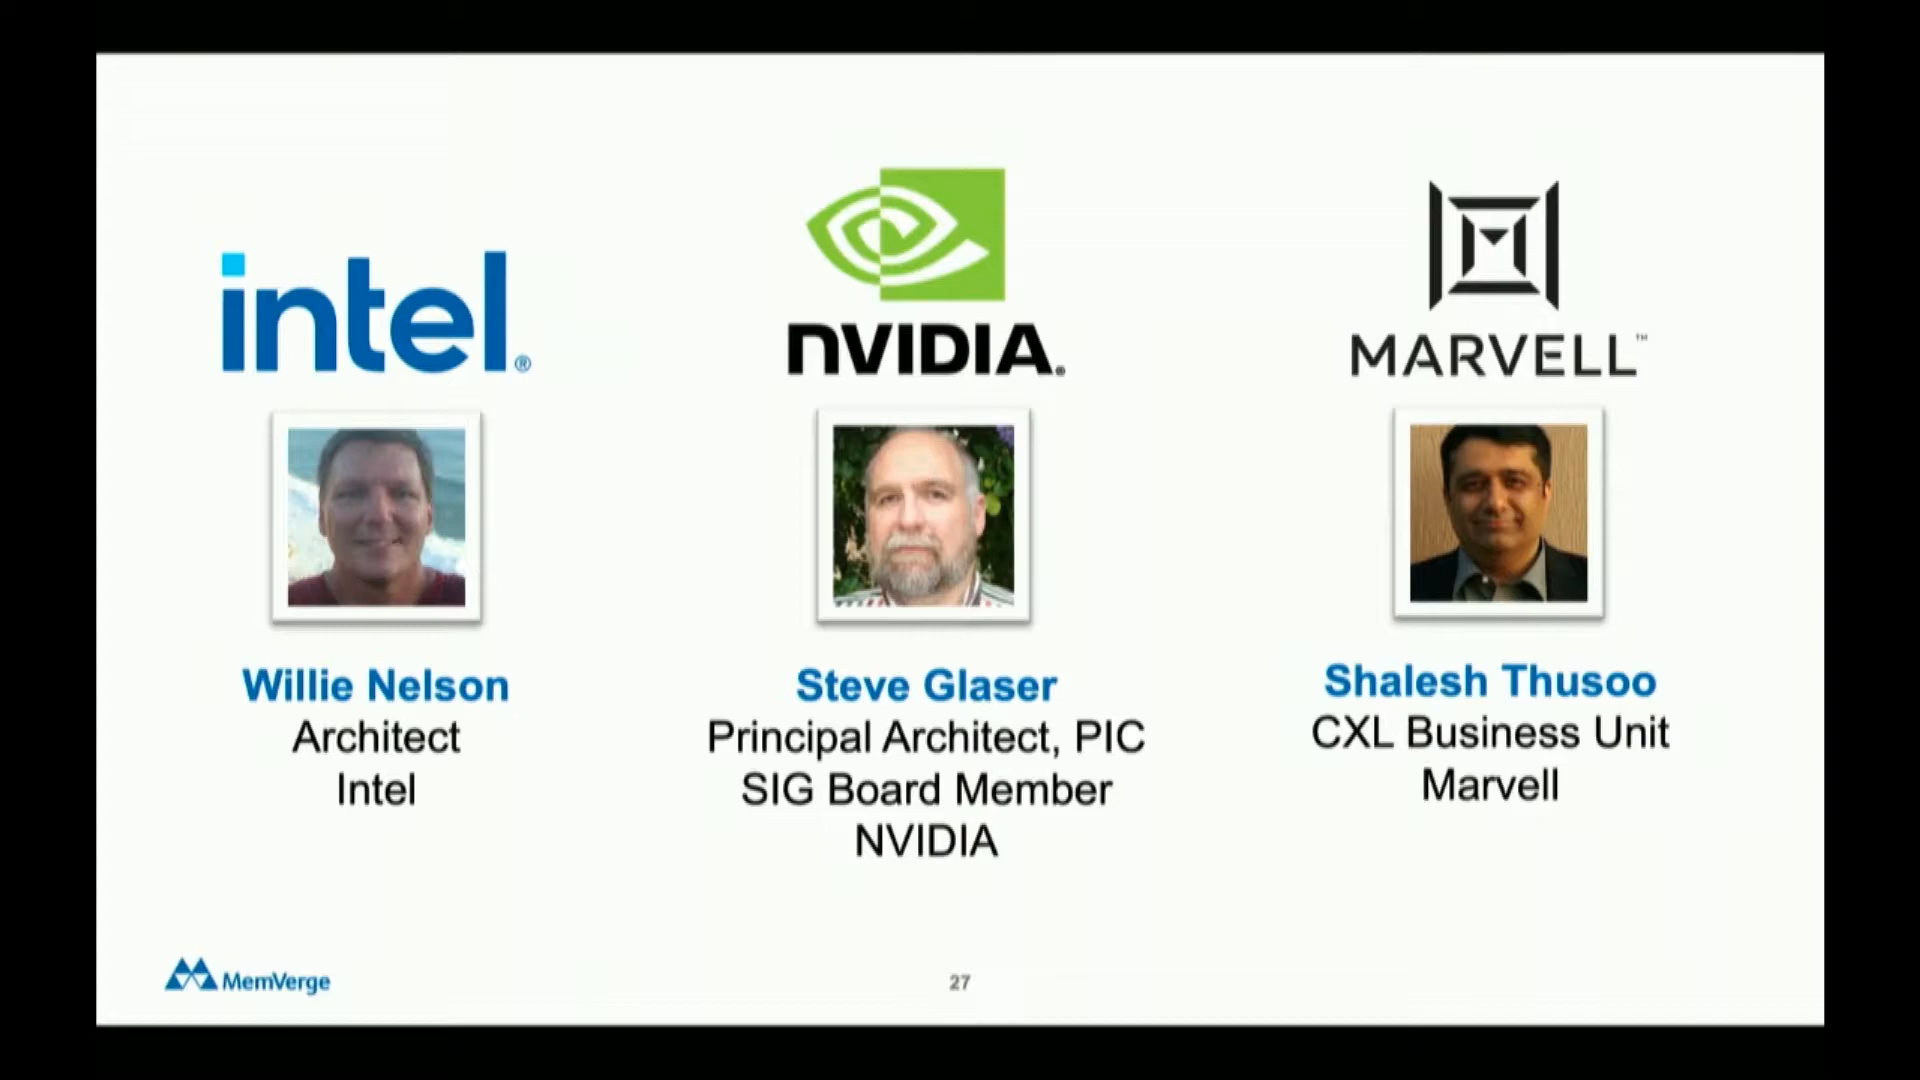 intel®
NVIDIA®
MARVELL™
Willie Nelson
Architect
Intel
Steve Glaser
Principal Architect, PIC
SIG Board Member
NVIDIA
Shalesh Thusoo
CXL Business Unit
Marvell
MemVerge
27